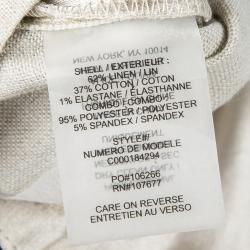 SHELL / EXTERIEUR :
62% LINEN / LIN
37% COTTON / COTON
1% ELASTANE / ELASTHANNE
COMBO / COMBO
95% POLYESTER / POLYESTER
5% SPANDEX / SPANDEX
STYLE#
NUMERO DE MODELE
C000184294
PO#106266
RN#107677
CARE ON REVERSE
ENTRETIEN AU VERSO